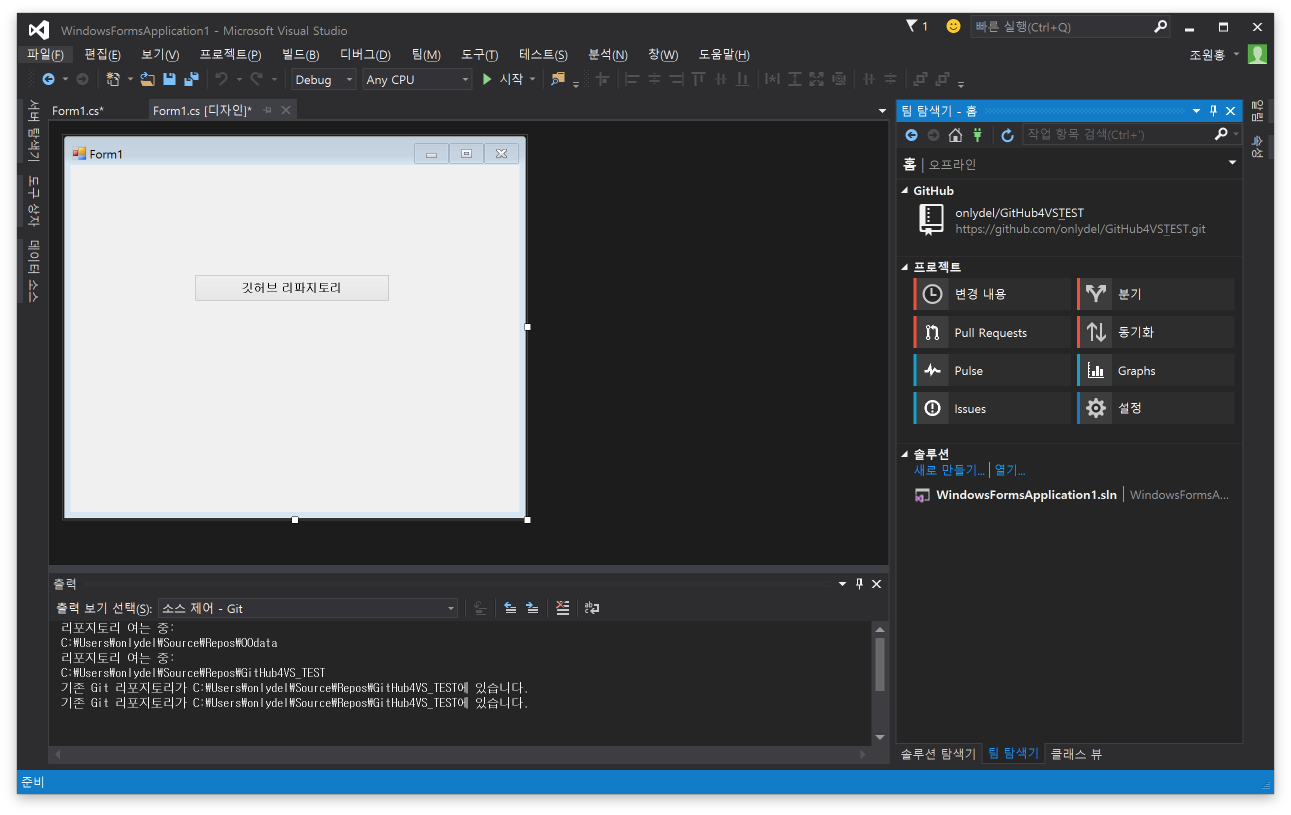 WindowsFormsApplication1 - Microsoft Visual Studio
1
빠른 실행(Ctrl+Q)
파일(F) 편집(E) 보기(V) 프로젝트(P) 빌드(B) 디버그(D) 팀(M) 도구(T) 테스트(S) 분석(N) 창(W) 도움말(H)
조원홍
Debug Any CPU 시작
서버 탐색기
도구 상자
데이터 소스
Form1.cs*
Form1.cs [디자인]*
Form1
깃허브 리파지토리
출력
출력 보기 선택(S): 소스 제어 - Git
리포지토리 여는 중:
C:₩Users₩onlydel₩Source₩Repos₩OOdata
리포지토리 여는 중:
C:₩Users₩onlydel₩Source₩Repos₩GitHub4VS_TEST
기존 Git 리포지토리가 C:₩Users₩onlydel₩Source₩Repos₩GitHub4VS_TEST에 있습니다.
기존 Git 리포지토리가 C:₩Users₩onlydel₩Source₩Repos₩GitHub4VS_TEST에 있습니다.
팀 탐색기 - 홈
작업 항목 검색(Ctrl+')
홈 | 오프라인
GitHub
onlydel/GitHub4VS_TEST
https://github.com/onlydel/GitHub4VS_TEST.git
프로젝트
변경 내용
분기
Pull Requests
동기화
Pulse
Graphs
Issues
설정
솔루션
새로 만들기... | 열기...
WindowsFormsApplication1.sln | WindowsFormsA...
솔루션 탐색기 팀 탐색기 클래스 뷰
알림
속성
준비